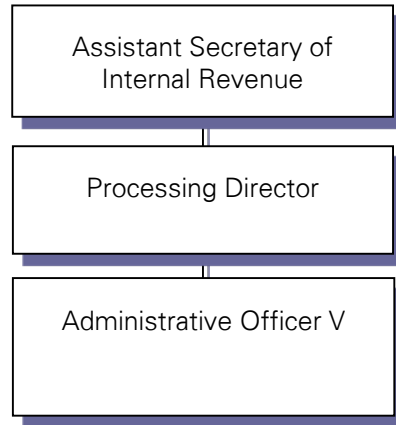 Assistant Secretary of
Internal Revenue
Processing Director
Administrative Officer V